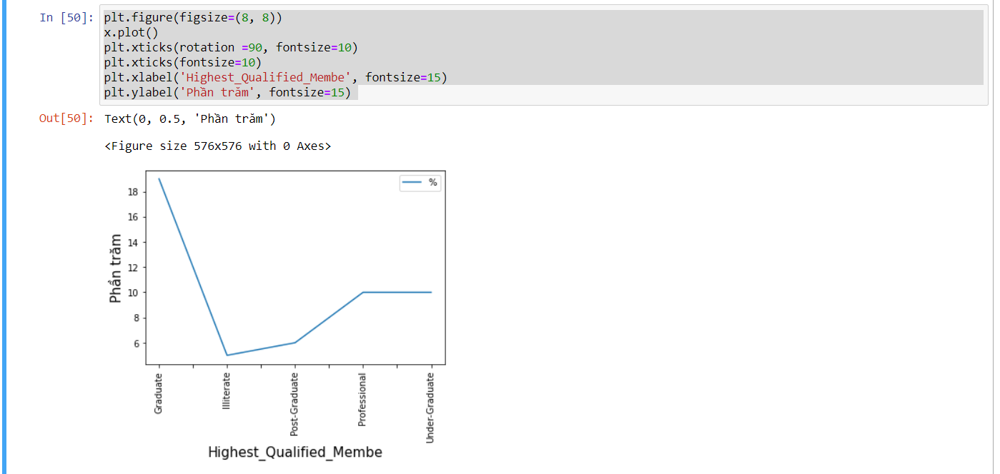 In [50]:
plt.figure(figsize=(8, 8))
x.plot()
plt.xticks(rotation =90, fontsize=10)
plt.xticks(fontsize=10)
plt.xlabel('Highest_Qualified_Membe', fontsize=15)
plt.ylabel('Phần trăm', fontsize=15)
Out[50]:
Text(0, 0.5, 'Phần trăm')
<Figure size 576x576 with 0 Axes>
%
18
16
14
12
10
8
6
Phần trăm
Graduate
Illiterate
Post-Graduate
Professional
Under-Graduate
Highest_Qualified_Membe